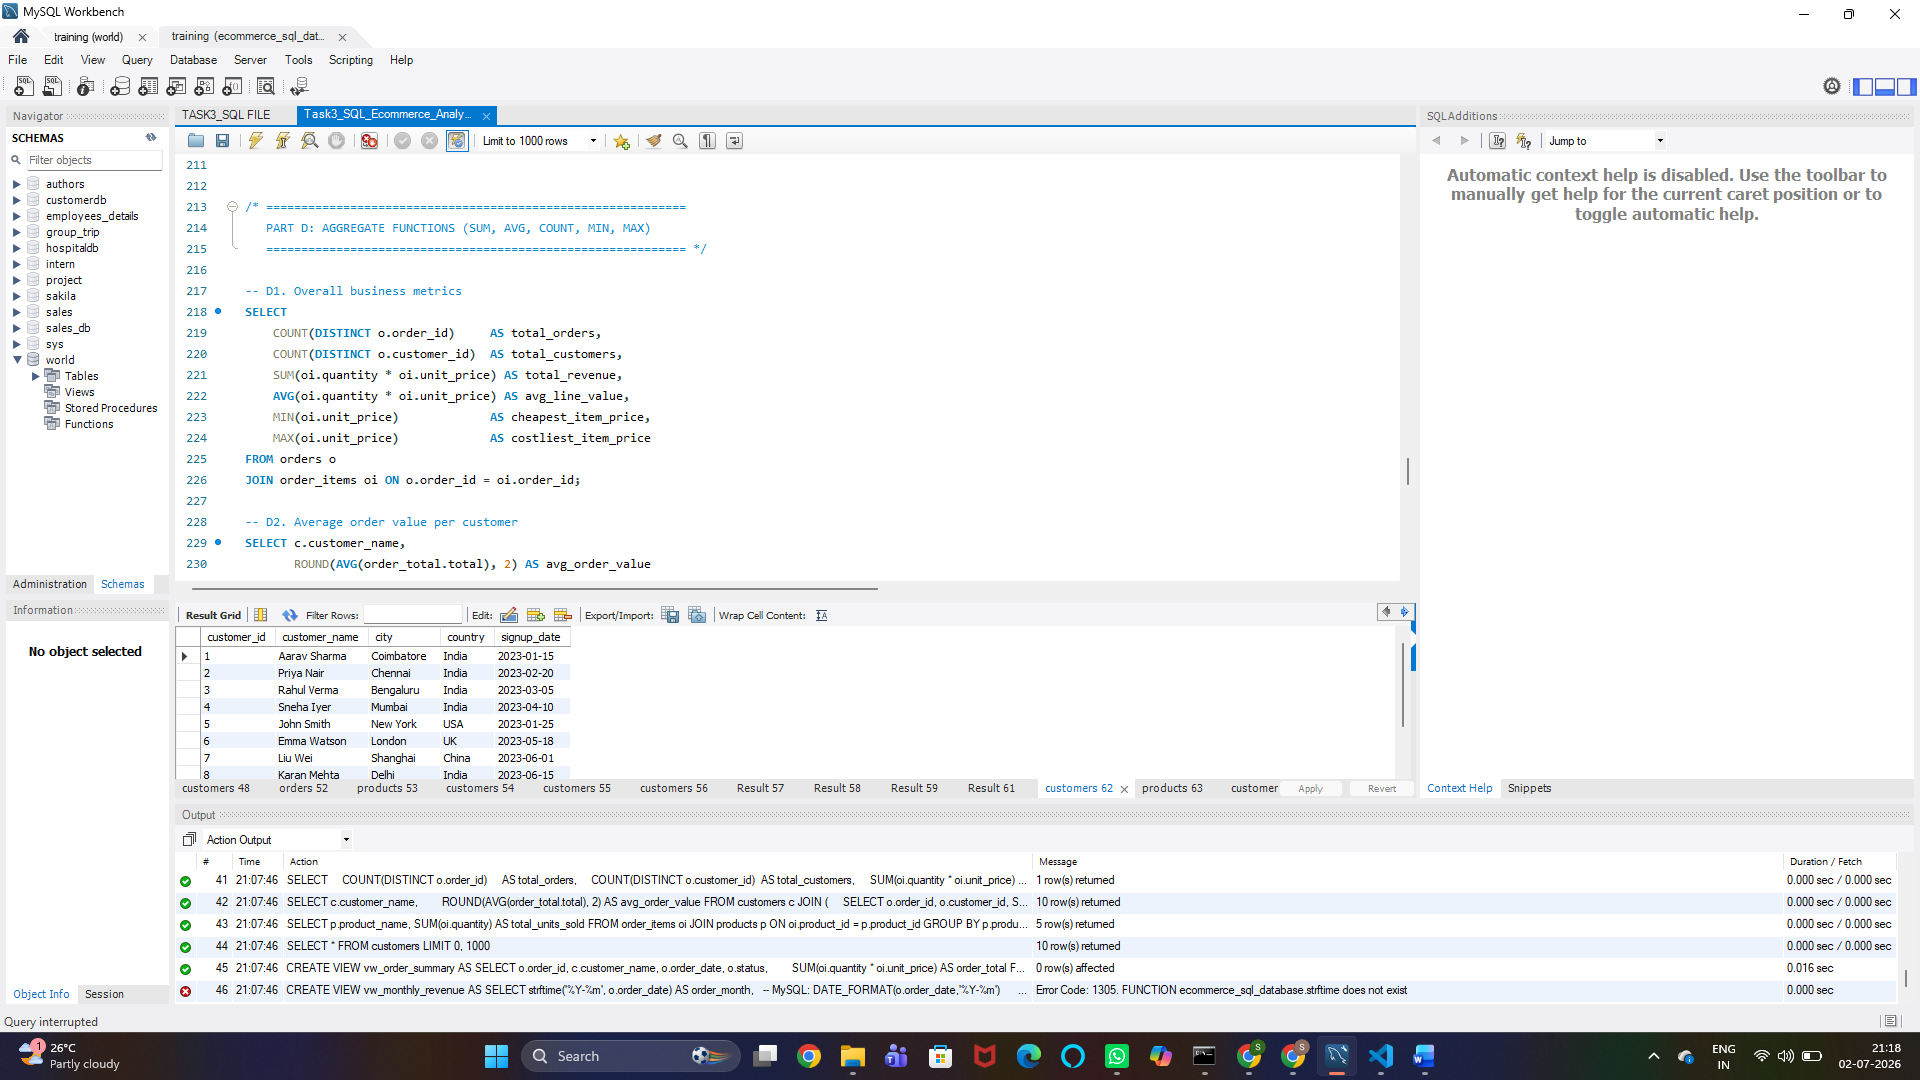 MySQL Workbench
training (world)
training (ecommerce_sql_dat...
File Edit View Query Database Server Tools Scripting Help
Navigator
SCHEMAS
Filter objects
authors
customerdb
employees_details
group_trip
hospitaldb
intern
project
sakila
sales
sales_db
sys
world
Tables
Views
Stored Procedures
Functions
Administration Schemas
Information
No object selected
Object Info Session
Query interrupted
TASK3_SQL FILE Task3_SQL_Ecommerce_Analy...
Limit to 1000 rows
211
212
213 /* ============================================================
214 PART D: AGGREGATE FUNCTIONS (SUM, AVG, COUNT, MIN, MAX)
215 ============================================================ */
216
217 -- D1. Overall business metrics
218 SELECT
219 COUNT(DISTINCT o.order_id) AS total_orders,
220 COUNT(DISTINCT o.customer_id) AS total_customers,
221 SUM(oi.quantity * oi.unit_price) AS total_revenue,
222 AVG(oi.quantity * oi.unit_price) AS avg_line_value,
223 MIN(oi.unit_price) AS cheapest_item_price,
224 MAX(oi.unit_price) AS costliest_item_price
225 FROM orders o
226 JOIN order_items oi ON o.order_id = oi.order_id;
227
228 -- D2. Average order value per customer
229 SELECT c.customer_name,
230 ROUND(AVG(order_total.total), 2) AS avg_order_value
Result Grid Filter Rows: Edit: Export/Import: Wrap Cell Content:
customer_id customer_name city country signup_date
1 Aarav Sharma Coimbatore India 2023-01-15
2 Priya Nair Chennai India 2023-02-20
3 Rahul Verma Bengaluru India 2023-03-05
4 Sneha Iyer Mumbai India 2023-04-10
5 John Smith New York USA 2023-01-25
6 Emma Watson London UK 2023-05-18
7 Liu Wei Shanghai China 2023-06-01
8 Karan Mehta Delhi India 2023-06-15
customers 48 orders 52 products 53 customers 54 customers 55 customers 56 Result 57 Result 58 Result 59 Result 61 customers 62 products 63 customer Apply Revert
SQLAdditions
Jump to
Automatic context help is disabled. Use the toolbar to
manually get help for the current caret position or to
toggle automatic help.
Context Help Snippets
Output
Action Output
# Time Action Message Duration / Fetch
41 21:07:46 SELECT COUNT(DISTINCT o.order_id) AS total_orders, COUNT(DISTINCT o.customer_id) AS total_customers, SUM(oi.quantity * oi.unit_price) ... 1 row(s) returned 0.000 sec / 0.000 sec
42 21:07:46 SELECT c.customer_name, ROUND(AVG(order_total.total), 2) AS avg_order_value FROM customers c JOIN ( SELECT o.order_id, o.customer_id, S... 10 row(s) returned 0.000 sec / 0.000 sec
43 21:07:46 SELECT p.product_name, SUM(oi.quantity) AS total_units_sold FROM order_items oi JOIN products p ON oi.product_id = p.product_id GROUP BY p.produ... 5 row(s) returned 0.000 sec / 0.000 sec
44 21:07:46 SELECT * FROM customers LIMIT 0, 1000 10 row(s) returned 0.000 sec / 0.000 sec
45 21:07:46 CREATE VIEW vw_order_summary AS SELECT o.order_id, c.customer_name, o.order_date, o.status, SUM(oi.quantity * oi.unit_price) AS order_total F... 0 row(s) affected 0.016 sec
46 21:07:46 CREATE VIEW vw_monthly_revenue AS SELECT strftime('%Y-%m', o.order_date) AS order_month, -- MySQL: DATE_FORMAT(o.order_date,'%Y-%m') ... Error Code: 1305. FUNCTION ecommerce_sql_database.strftime does not exist 0.000 sec
1
26°C
Partly cloudy
Search
S
S
ENG
IN
21:18
02-07-2026